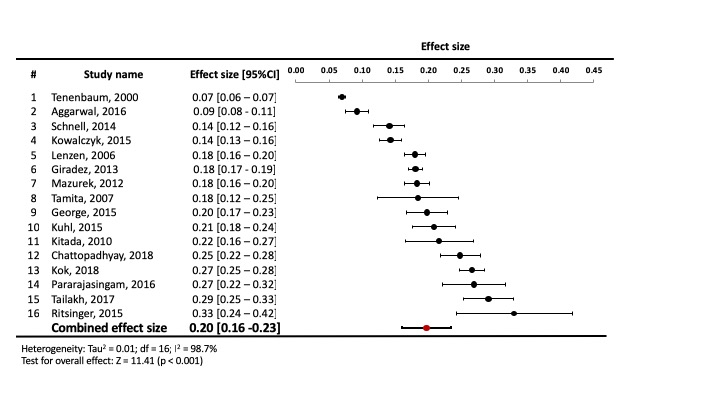 Effect size
# Study name Effect size [95%CI] 0.00 0.05 0.10 0.15 0.20 0.25 0.30 0.35 0.40 0.45
1 Tenenbaum, 2000 0.07 [0.06 – 0.07]
2 Aggarwal, 2016 0.09 [0.08 - 0.11]
3 Schnell, 2014 0.14 [0.12 – 0.16]
4 Kowalczyk, 2015 0.14 [0.13 – 0.16]
5 Lenzen, 2006 0.18 [0.16 – 0.20]
6 Giradez, 2013 0.18 [0.17 - 0.19]
7 Mazurek, 2012 0.18 [0.16 – 0.20]
8 Tamita, 2007 0.18 [0.12 – 0.25]
9 George, 2015 0.20 [0.17 – 0.23]
10 Kuhl, 2015 0.21 [0.18 – 0.24]
11 Kitada, 2010 0.22 [0.16 – 0.27]
12 Chattopadhyay, 2018 0.25 [0.22 – 0.28]
13 Kok, 2018 0.27 [0.25 – 0.28]
14 Pararajasingam, 2016 0.27 [0.22 – 0.32]
15 Tailakh, 2017 0.29 [0.25 – 0.33]
16 Ritsinger, 2015 0.33 [0.24 – 0.42]
Combined effect size 0.20 [0.16 -0.23]
Heterogeneity: Tau² = 0.01; df = 16; I² = 98.7%
Test for overall effect: Z = 11.41 (p < 0.001)